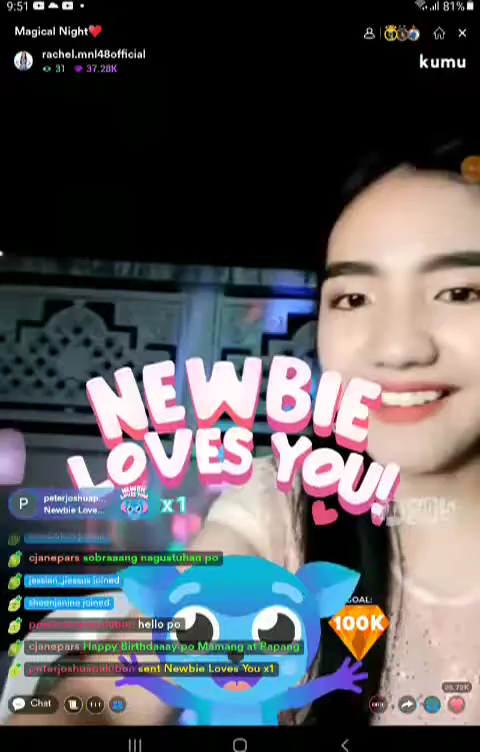 9:51
81%
Magical Night❤️
rachel.mnl48official
31 37.28K
kumu
NEWBIE
LOVES YOU!
P
peterjoshuap...
Newbie Love...
x1
cjanepars sobraaang nagustuhan po
joined
sheenjanine joined
hello po
cjanepars Happy Birthdaaay po Mamang at Papang
sent Newbie Loves You x1
GOAL:
100K
Chat